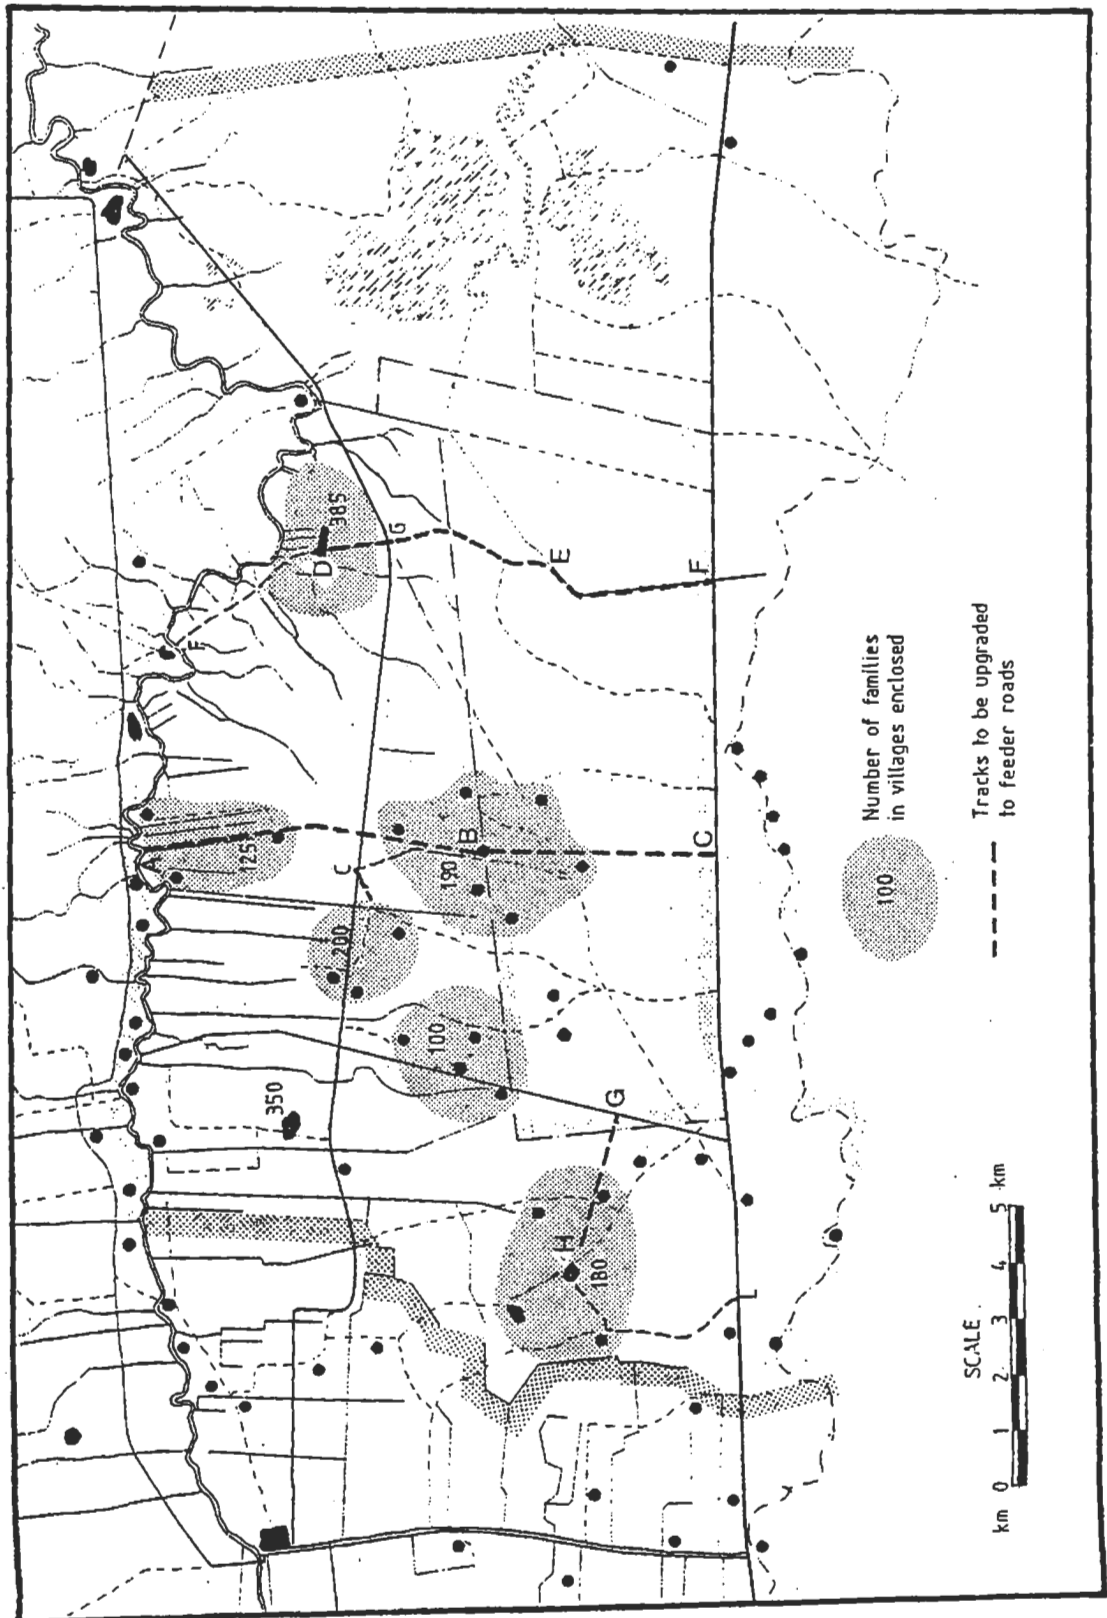 385
D
G
E
F
F
A
125
B
190
C
C
200
100
350
G
H
180
L
100
Number of families
in villages enclosed
Tracks to be upgraded
to feeder roads
SCALE
km 0 1 2 3 4 5 km